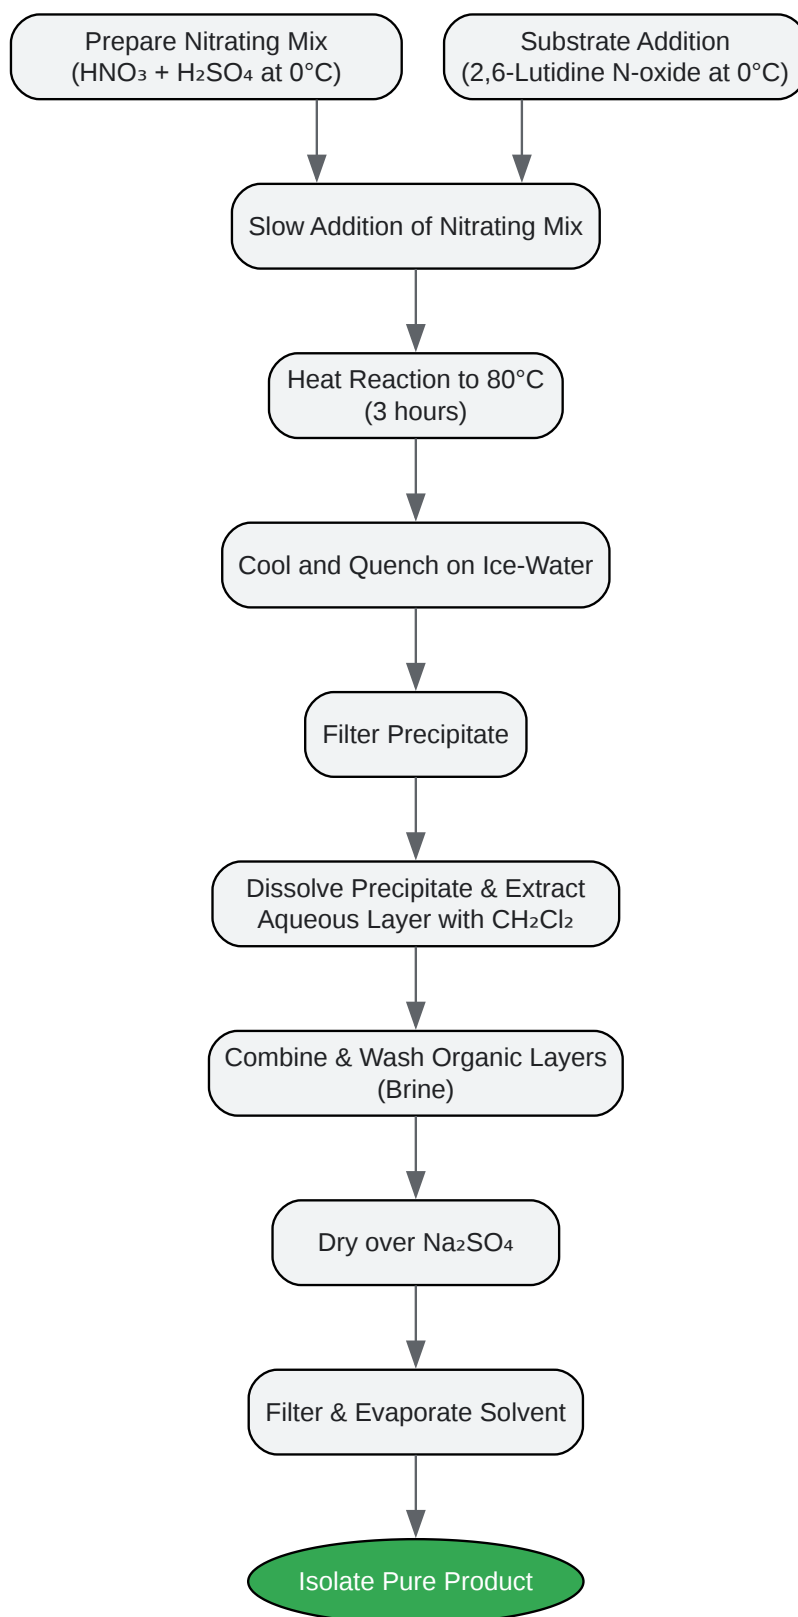 Prepare Nitrating Mix
(HNO₃ + H₂SO₄ at 0°C)
Substrate Addition
(2,6-Lutidine N-oxide at 0°C)
Slow Addition of Nitrating Mix
Heat Reaction to 80°C
(3 hours)
Cool and Quench on Ice-Water
Filter Precipitate
Dissolve Precipitate & Extract
Aqueous Layer with CH₂Cl₂
Combine & Wash Organic Layers
(Brine)
Dry over Na₂SO₄
Filter & Evaporate Solvent
Isolate Pure Product